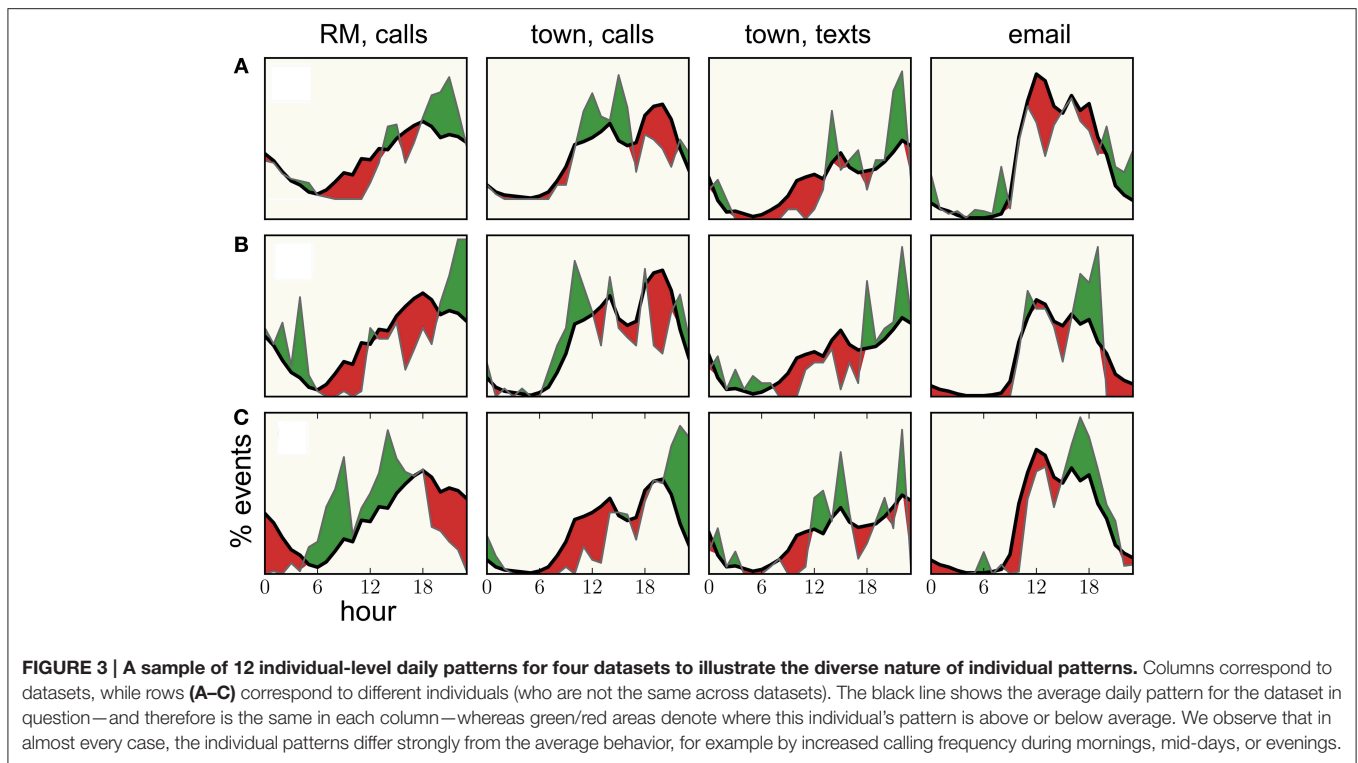 RM, calls
town, calls
town, texts
email
A
B
C
% events
0 6 12 18
0 6 12 18
0 6 12 18
0 6 12 18
hour
FIGURE 3 | A sample of 12 individual-level daily patterns for four datasets to illustrate the diverse nature of individual patterns. Columns correspond to
datasets, while rows (A–C) correspond to different individuals (who are not the same across datasets). The black line shows the average daily pattern for the dataset in
question—and therefore is the same in each column—whereas green/red areas denote where this individual's pattern is above or below average. We observe that in
almost every case, the individual patterns differ strongly from the average behavior, for example by increased calling frequency during mornings, mid-days, or evenings.